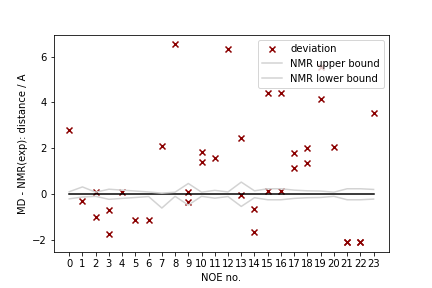 deviation
NMR upper bound
NMR lower bound
MD - NMR(exp): distance / A
6
4
2
0
−2
0 1 2 3 4 5 6 7 8 9 10 11 12 13 14 15 16 17 18 19 20 21 22 23
NOE no.